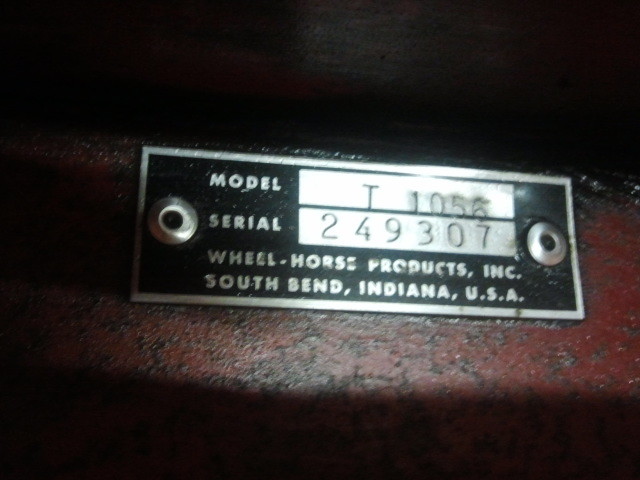 MODEL T 1056
SERIAL 249307
WHEEL-HORSE PRODUCTS, INC.
SOUTH BEND, INDIANA, U.S.A.